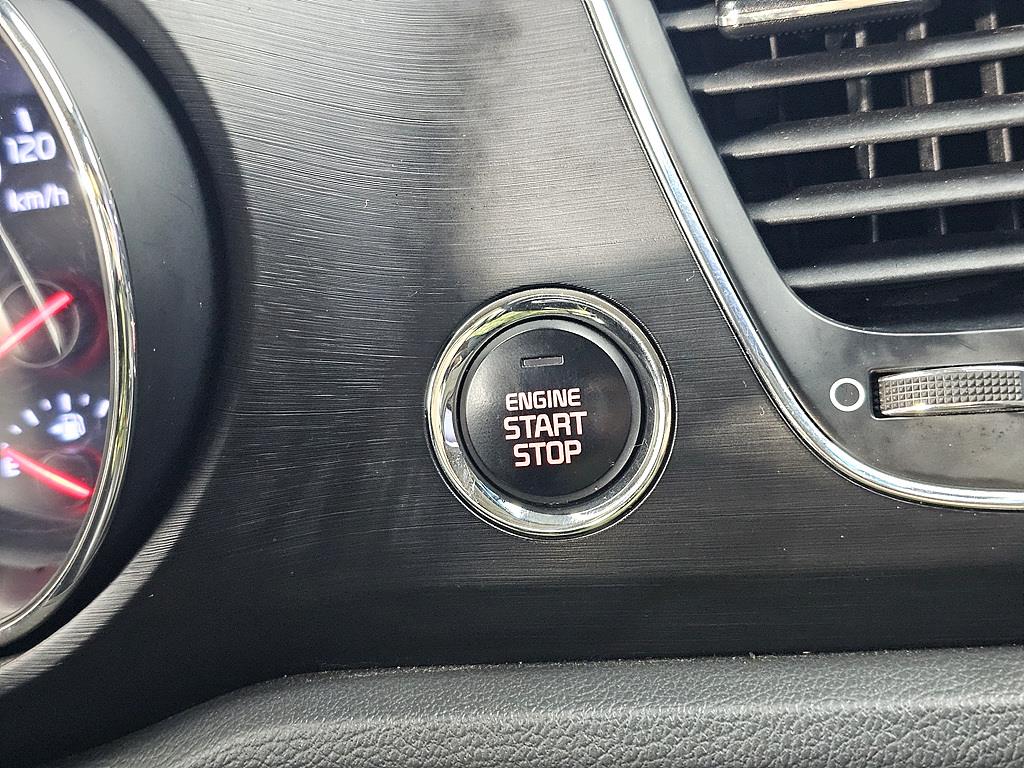 120
km/h
E
ENGINE
START
STOP